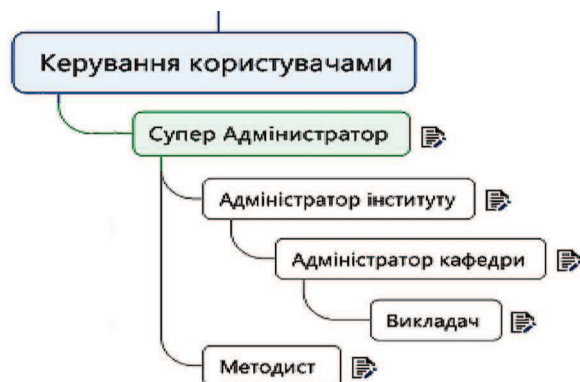 Керування користувачами
Супер Адміністратор
Адміністратор інституту
Адміністратор кафедри
Викладач
Методист